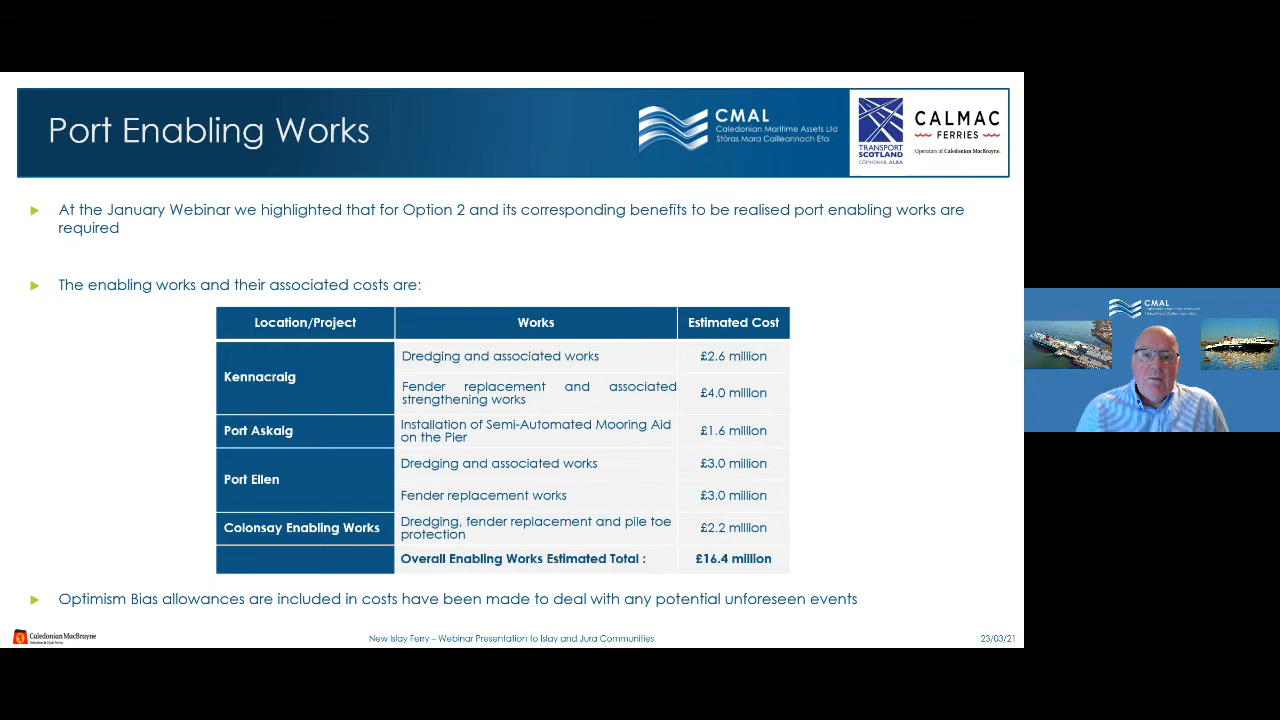 Port Enabling Works
CMAL
Caledonian Maritime Assets Ltd
Stòras Mara Cailleannach Eta
TRANSPORT
SCOTLAND
CÒMHDHAIL ALBA
CALMAC
FERRIES
Operators of Caledonian MacBrayne
At the January Webinar we highlighted that for Option 2 and its corresponding benefits to be realised port enabling works are
required
The enabling works and their associated costs are:
Location/Project Works Estimated Cost
Kennacraig
Dredging and associated works £2.6 million
Fender replacement and associated
strengthening works
£4.0 million
Port Askaig
Installation of Semi-Automated Mooring Aid
on the Pier
£1.6 million
Port Ellen
Dredging and associated works £3.0 million
Fender replacement works £3.0 million
Colonsay Enabling Works
Dredging, fender replacement and pile toe
protection
£2.2 million
Overall Enabling Works Estimated Total : £16.4 million
Optimism Bias allowances are included in costs have been made to deal with any potential unforeseen events
Caledonian MacBrayne
New Islay Ferry – Webinar Presentation to Islay and Jura Communities
23/03/21
CMAL